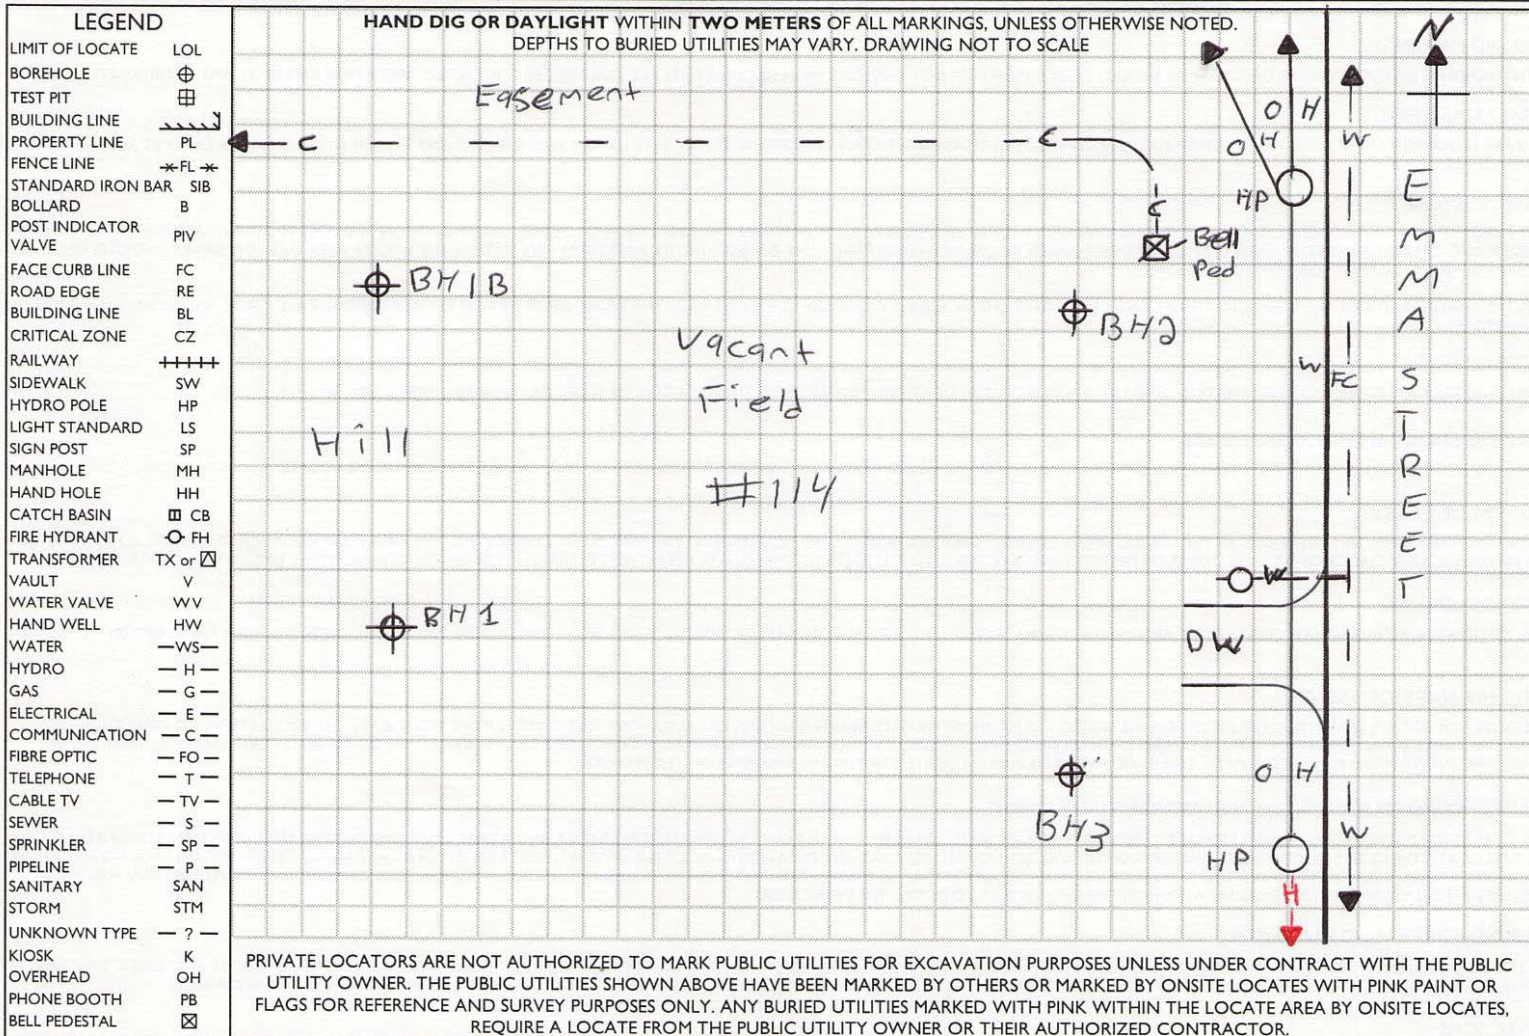 LEGEND
LIMIT OF LOCATE LOL
BOREHOLE
TEST PIT
BUILDING LINE
PROPERTY LINE PL
FENCE LINE FL
STANDARD IRON BAR SIB
BOLLARD B
POST INDICATOR
VALVE PIV
FACE CURB LINE FC
ROAD EDGE RE
BUILDING LINE BL
CRITICAL ZONE CZ
RAILWAY
SIDEWALK SW
HYDRO POLE HP
LIGHT STANDARD LS
SIGN POST SP
MANHOLE MH
HAND HOLE HH
CATCH BASIN CB
FIRE HYDRANT FH
TRANSFORMER TX or
VAULT V
WATER VALVE WV
HAND WELL HW
WATER —WS—
HYDRO — H —
GAS — G —
ELECTRICAL — E —
COMMUNICATION — C —
FIBRE OPTIC — FO —
TELEPHONE — T —
CABLE TV — TV —
SEWER — S —
SPRINKLER — SP —
PIPELINE — P —
SANITARY SAN
STORM STM
UNKNOWN TYPE — ? —
KIOSK K
OVERHEAD OH
PHONE BOOTH PB
BELL PEDESTAL
HAND DIG OR DAYLIGHT WITHIN TWO METERS OF ALL MARKINGS, UNLESS OTHERWISE NOTED.
DEPTHS TO BURIED UTILITIES MAY VARY. DRAWING NOT TO SCALE
N
Easement
O H
O H
W
C
C
C
HP
Bell
Ped
BH1B
BH2
Vacant
Field
W
FC
EMMA STREET
Hill
#114
W
BH1
DW
O H
BH3
W
HP
H
PRIVATE LOCATORS ARE NOT AUTHORIZED TO MARK PUBLIC UTILITIES FOR EXCAVATION PURPOSES UNLESS UNDER CONTRACT WITH THE PUBLIC
UTILITY OWNER. THE PUBLIC UTILITIES SHOWN ABOVE HAVE BEEN MARKED BY OTHERS OR MARKED BY ONSITE LOCATES WITH PINK PAINT OR
FLAGS FOR REFERENCE AND SURVEY PURPOSES ONLY. ANY BURIED UTILITIES MARKED WITH PINK WITHIN THE LOCATE AREA BY ONSITE LOCATES,
REQUIRE A LOCATE FROM THE PUBLIC UTILITY OWNER OR THEIR AUTHORIZED CONTRACTOR.